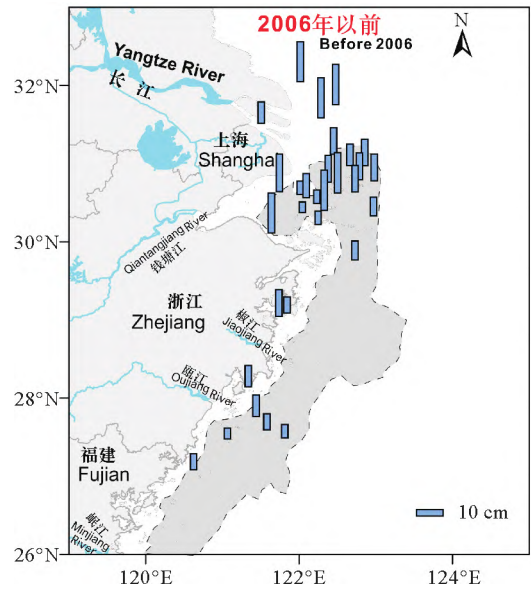 2006年以前
Before 2006
N
32°N
30°N
28°N
26°N
Yangtze River
长 江
上海
Shangha
Qiantangjiang River
钱塘江
浙江
Zhejiang
椒江
Jiaojiang River
瓯江
Oujiang River
福建
Fujian
岷江
Minjiang
River
10 cm
120°E
122°E
124°E